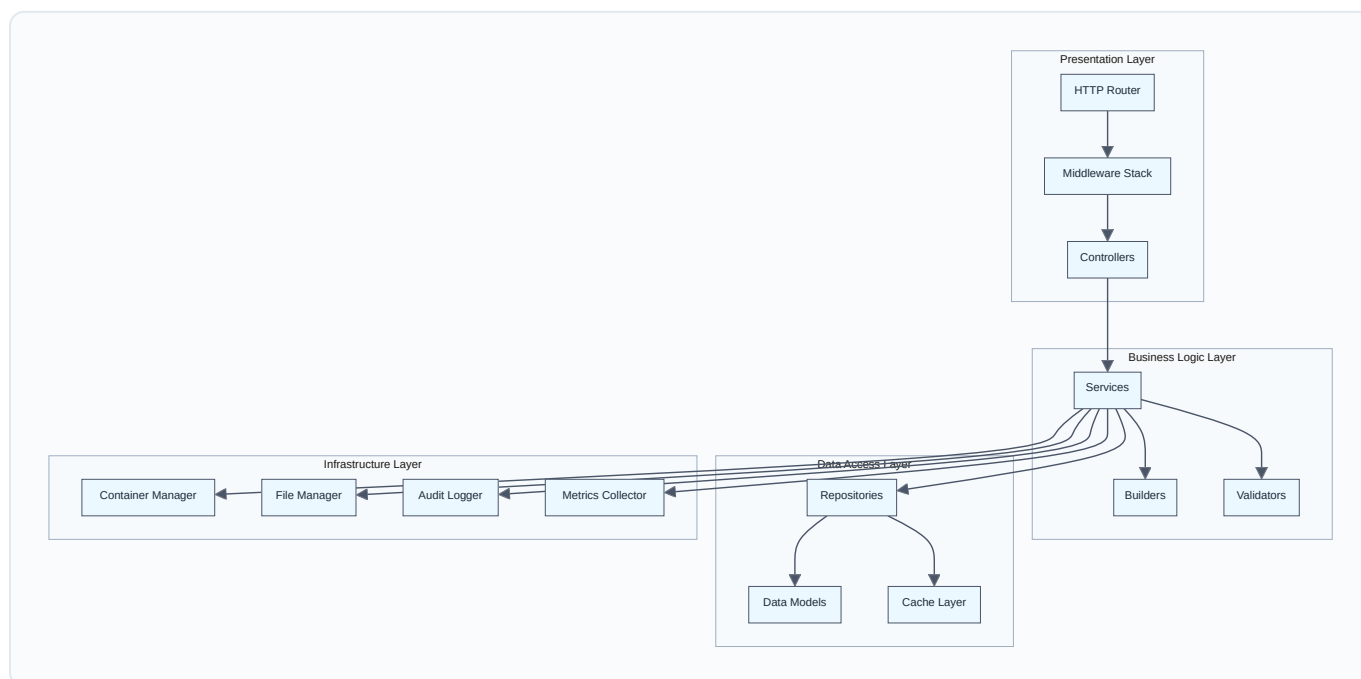 Presentation Layer
HTTP Router
Middleware Stack
Controllers
Business Logic Layer
Services
Builders
Validators
Infrastructure Layer
Container Manager
File Manager
Audit Logger
Metrics Collector
Data Access Layer
Repositories
Data Models
Cache Layer